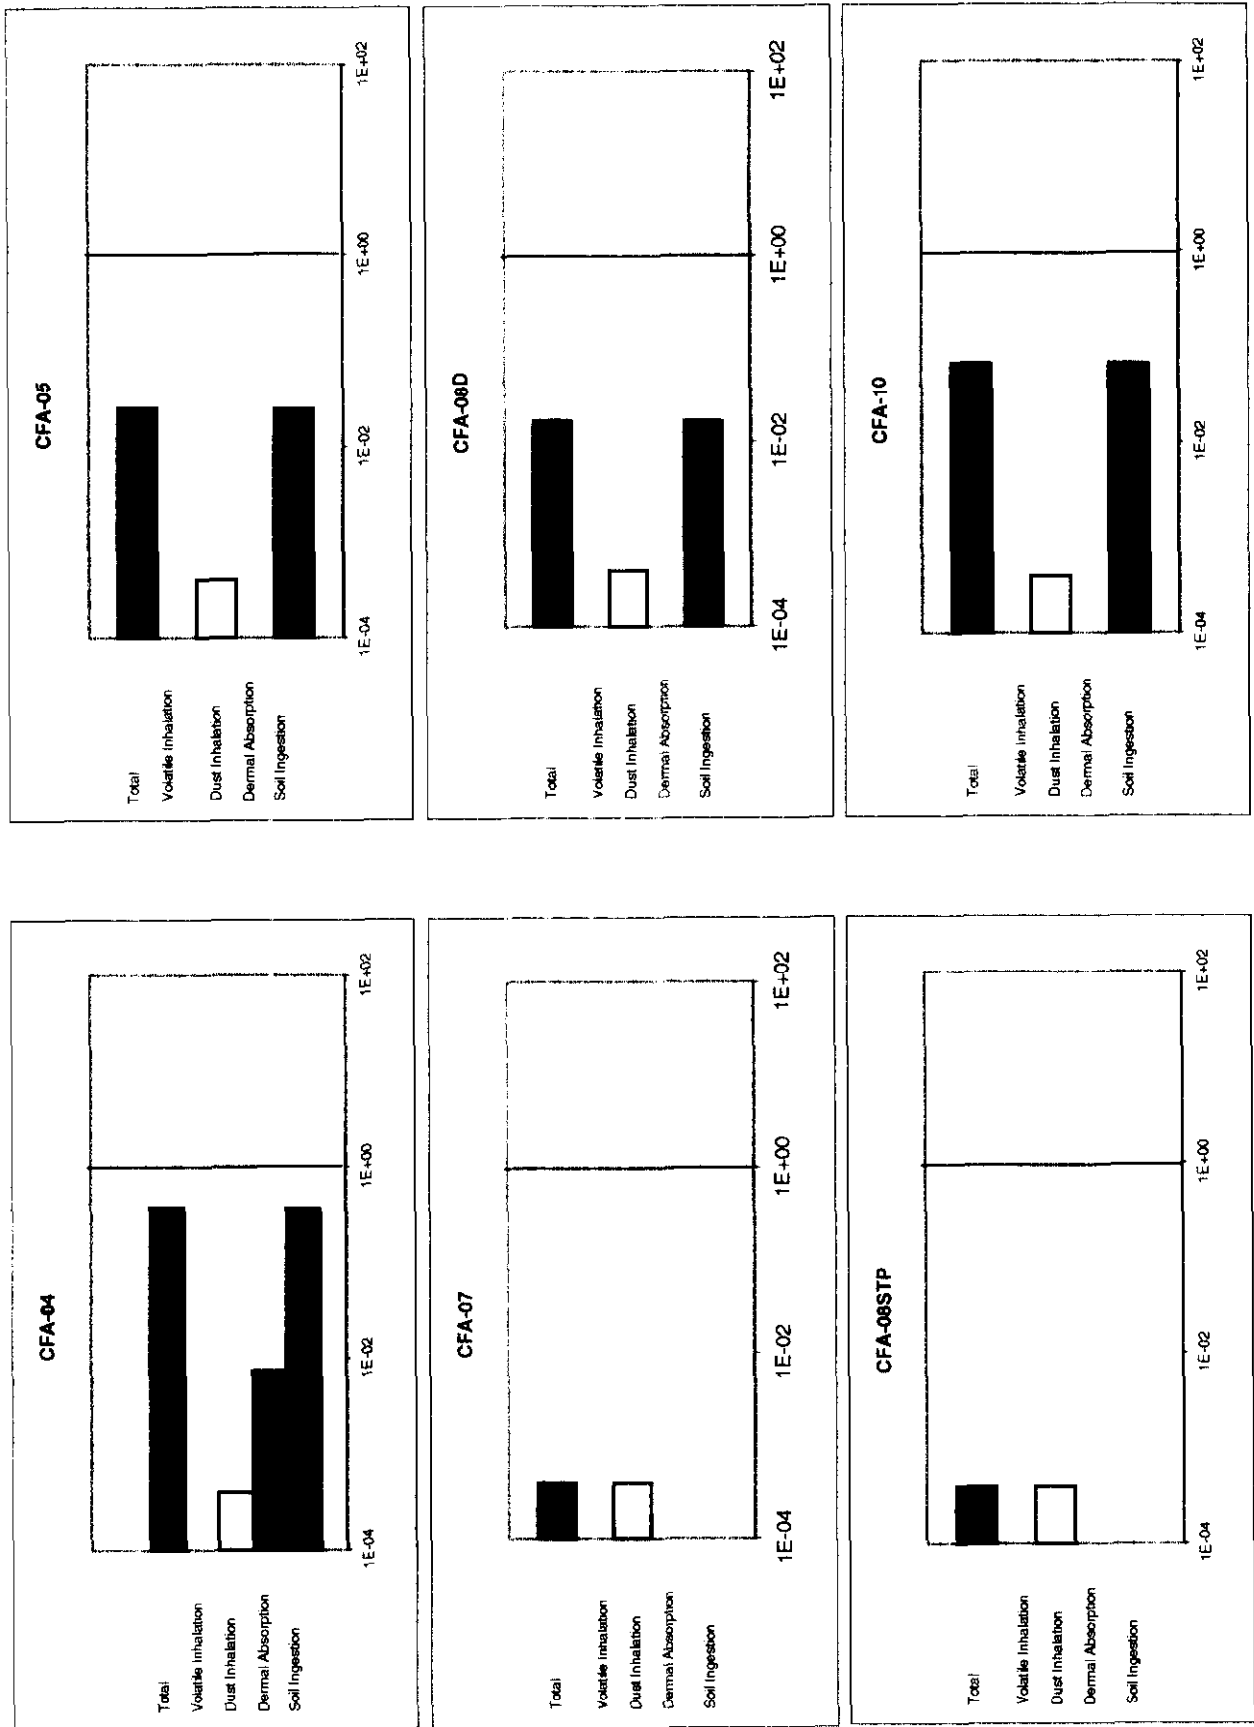 CFA-04
Total
Volatile Inhalation
Dust Inhalation
Dermal Absorption
Soil Ingestion
1E-04
1E-02
1E+00
1E+02
CFA-05
Total
Volatile Inhalation
Dust Inhalation
Dermal Absorption
Soil Ingestion
1E-04
1E-02
1E+00
1E+02
CFA-07
Total
Volatile Inhalation
Dust Inhalation
Dermal Absorption
Soil Ingestion
1E-04
1E-02
1E+00
1E+02
CFA-08D
Total
Volatile Inhalation
Dust Inhalation
Dermal Absorption
Soil Ingestion
1E-04
1E-02
1E+00
1E+02
CFA-08STP
Total
Volatile Inhalation
Dust Inhalation
Dermal Absorption
Soil Ingestion
1E-04
1E-02
1E+00
1E+02
CFA-10
Total
Volatile Inhalation
Dust Inhalation
Dermal Absorption
Soil Ingestion
1E-04
1E-02
1E+00
1E+02